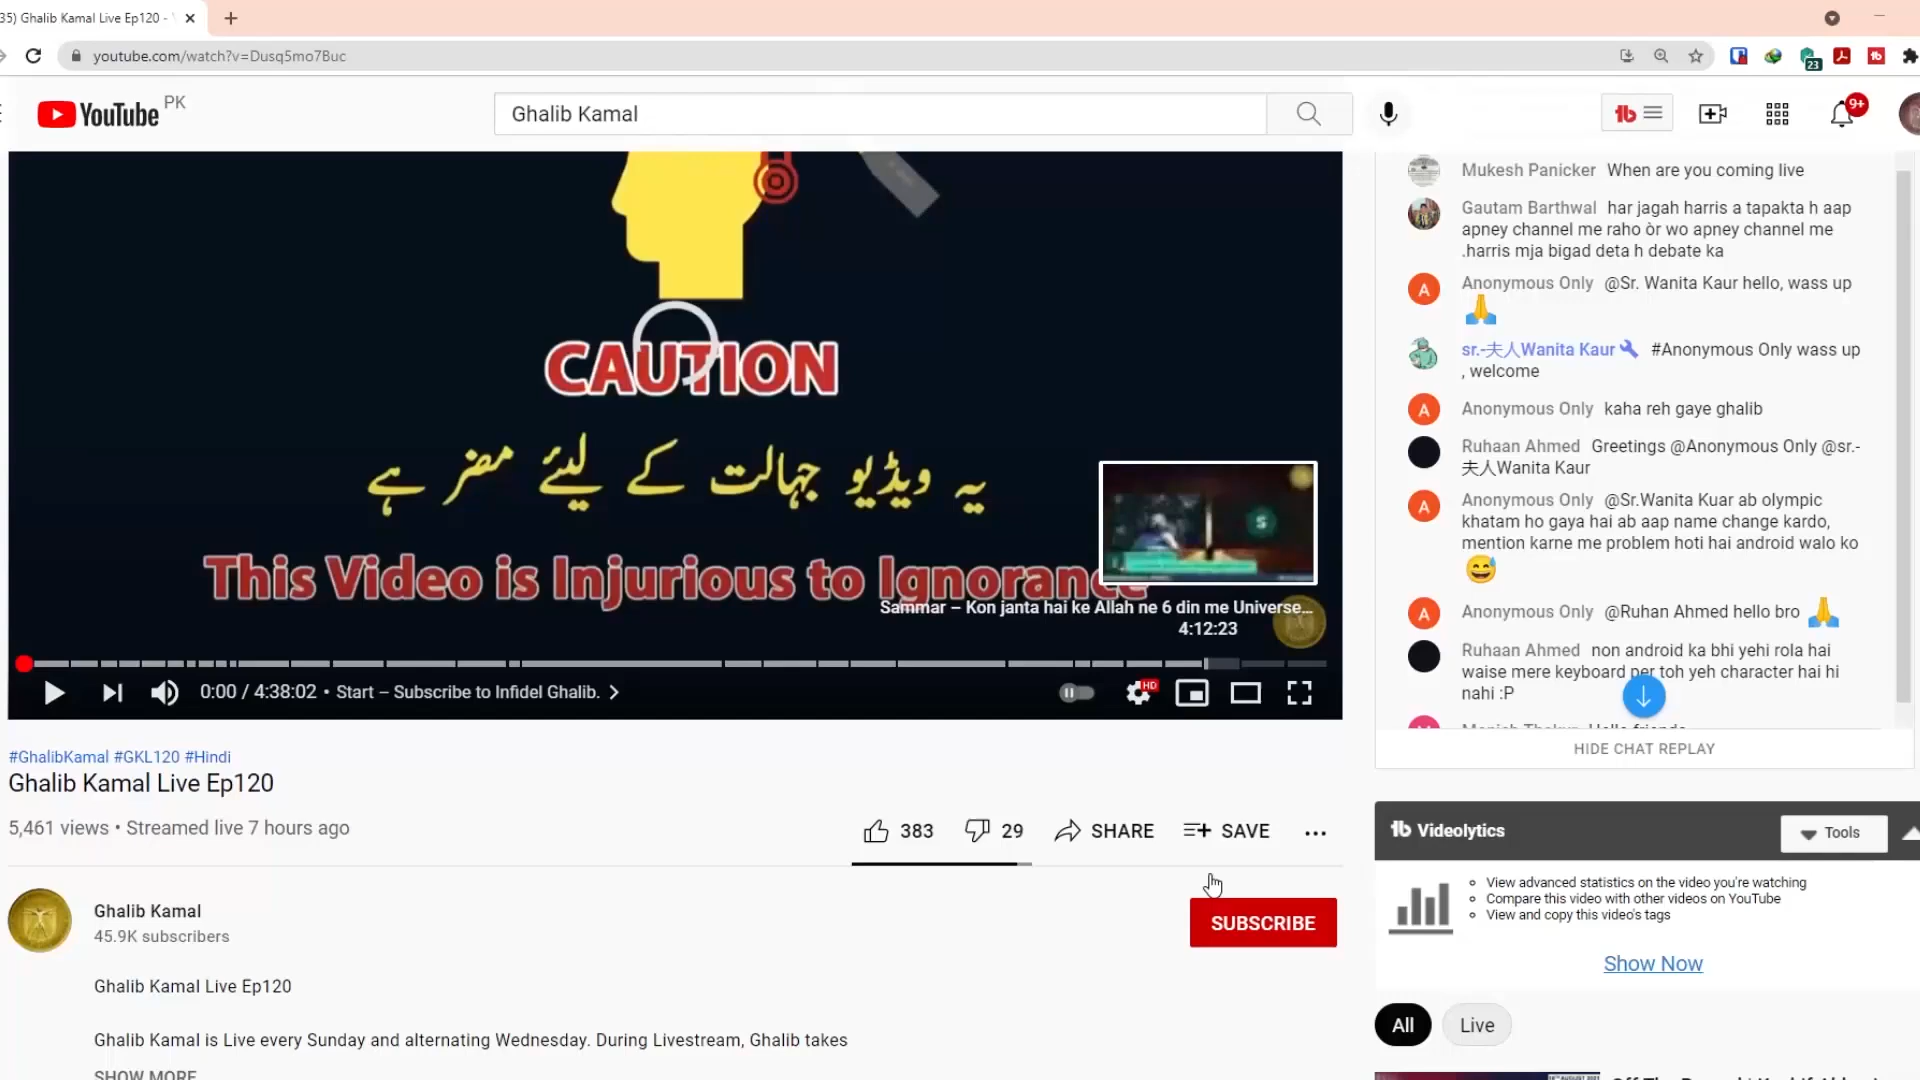 35) Ghalib Kamal Live Ep120 -
youtube.com/watch?v=Dusq5mo7Buc
23
YouTube PK
Ghalib Kamal
9+
CAUTION
یہ ویڈیو جہالت کے لیئے مضر ہے
This Video is Injurious to Ignorance
Sammar – Kon janta hai ke Allah ne 6 din me Universe...
4:12:23
0:00 / 4:38:02 • Start – Subscribe to Infidel Ghalib.
HD
#GhalibKamal #GKL120 #Hindi
Ghalib Kamal Live Ep120
5,461 views • Streamed live 7 hours ago
383
29
SHARE
SAVE
Ghalib Kamal
45.9K subscribers
SUBSCRIBE
Ghalib Kamal Live Ep120
Ghalib Kamal is Live every Sunday and alternating Wednesday. During Livestream, Ghalib takes
SHOW MORE
Mukesh Panicker When are you coming live
Gautam Barthwal har jagah harris a tapakta h aap
apney channel me raho òr wo apney channel me
.harris mja bigad deta h debate ka
A
Anonymous Only @Sr. Wanita Kaur hello, wass up
🙏
sr.-夫人Wanita Kaur #Anonymous Only wass up
, welcome
A
Anonymous Only kaha reh gaye ghalib
Ruhaan Ahmed Greetings @Anonymous Only @sr.-
夫人Wanita Kaur
A
Anonymous Only @Sr.Wanita Kuar ab olympic
khatam ho gaya hai ab aap name change kardo,
mention karne me problem hoti hai android walo ko
😅
A
Anonymous Only @Ruhan Ahmed hello bro 🙏
Ruhaan Ahmed non android ka bhi yehi rola hai
waise mere keyboard per toh yeh character hai hi
nahi :P
HIDE CHAT REPLAY
Videolytics
Tools
View advanced statistics on the video you're watching
Compare this video with other videos on YouTube
View and copy this video's tags
Show Now
All
Live